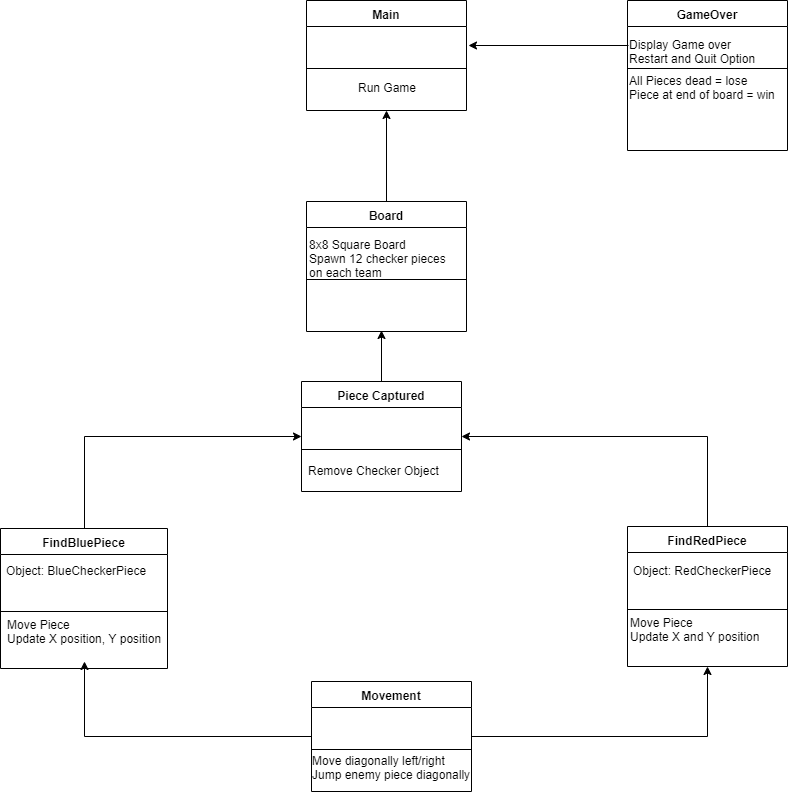 Main
Run Game
GameOver
Display Game over
Restart and Quit Option
All Pieces dead = lose
Piece at end of board = win
Board
8x8 Square Board
Spawn 12 checker pieces
on each team
Piece Captured
Remove Checker Object
FindBluePiece
Object: BlueCheckerPiece
Move Piece
Update X position, Y position
FindRedPiece
Object: RedCheckerPiece
Move Piece
Update X and Y position
Movement
Move diagonally left/right
Jump enemy piece diagonally